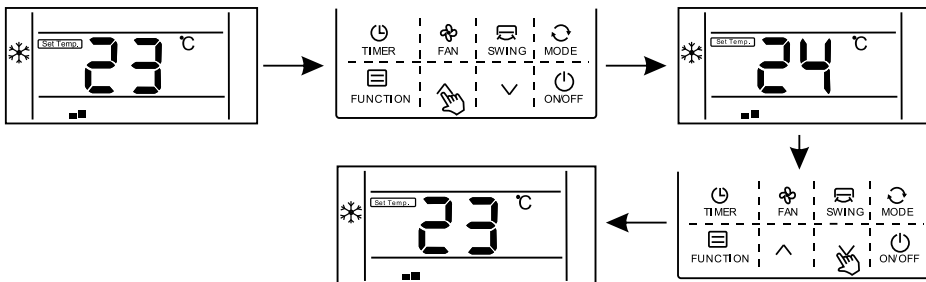 Set Temp. 23 ℃
TIMER FAN SWING MODE
FUNCTION ON/OFF
Set Temp. 24 ℃
TIMER FAN SWING MODE
FUNCTION ON/OFF
Set Temp. 23 ℃